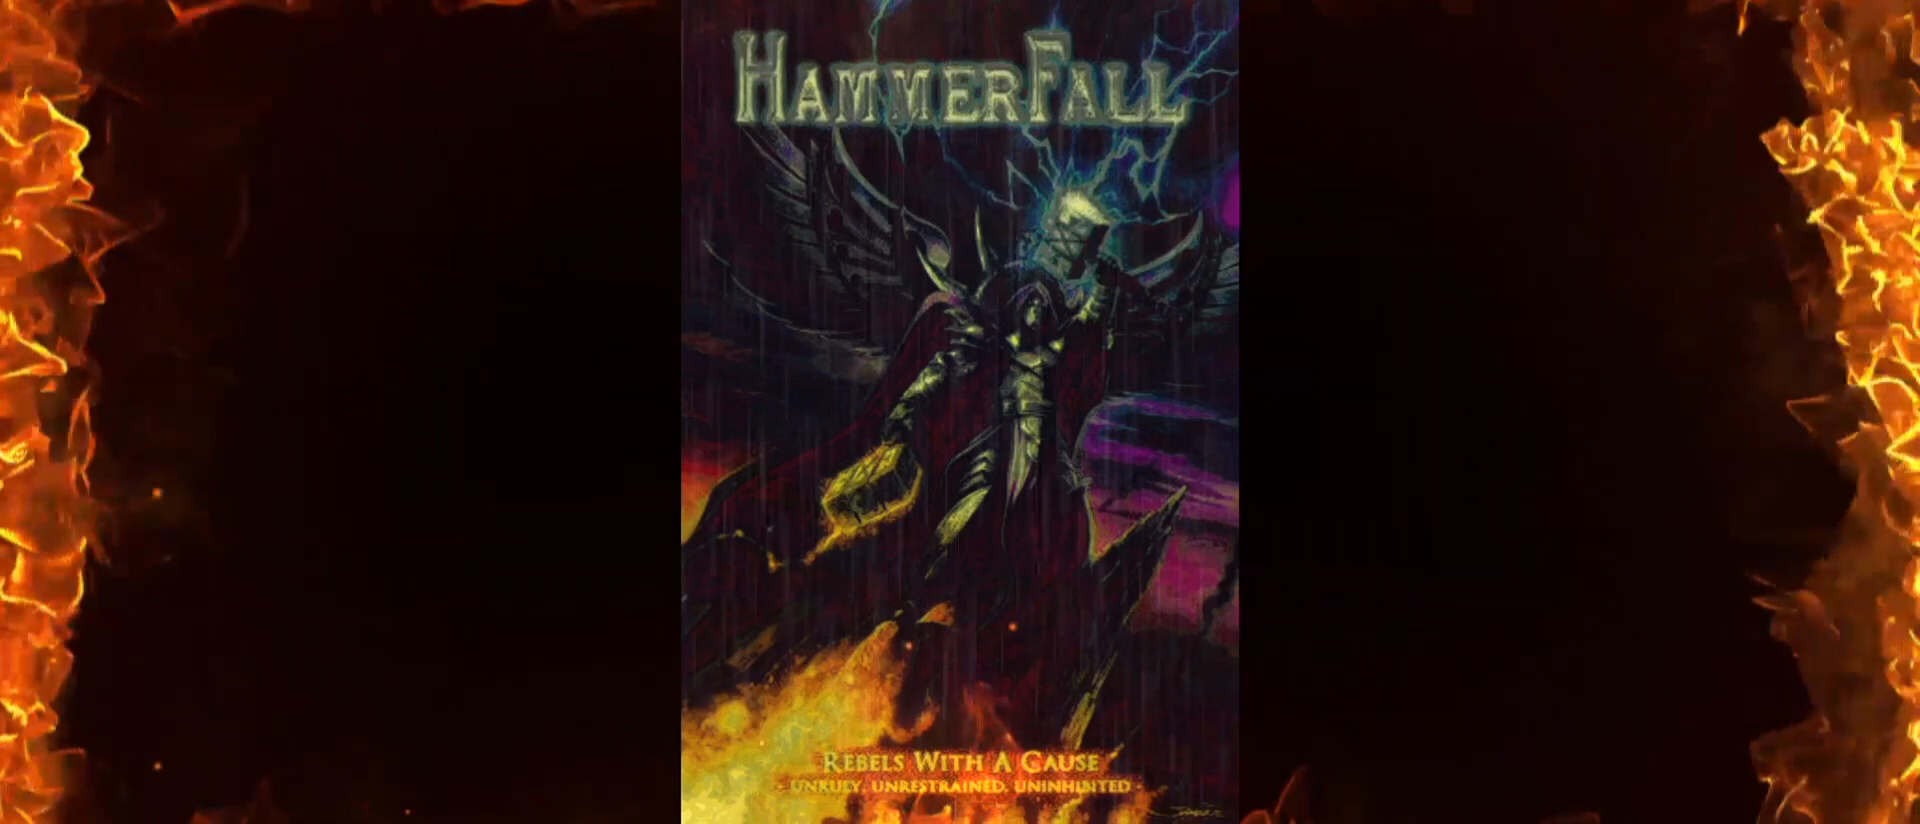 HAMMERFALL
REBELS WITH A CAUSE
- UNRULY. UNRESTRAINED. UNINHIBITED -